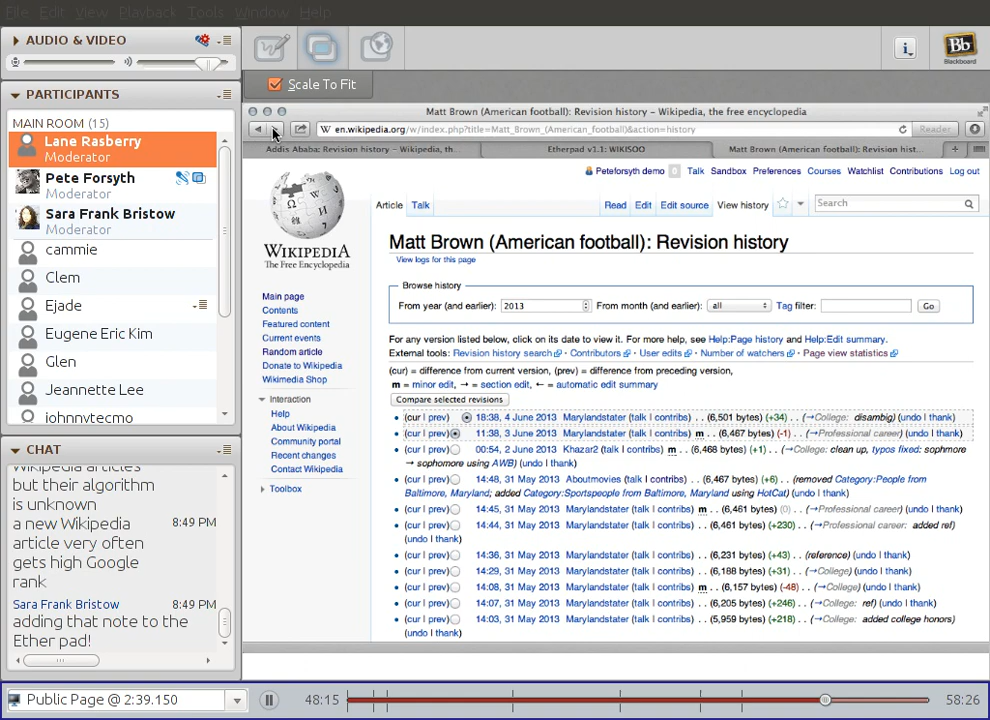 File Edit View Playback Tools Window Help
AUDIO & VIDEO
PARTICIPANTS
MAIN ROOM (15)
Lane Rasberry
Moderator
Pete Forsyth
Moderator
Sara Frank Bristow
Moderator
cammie
Clem
Ejade
Eugene Eric Kim
Glen
Jeannette Lee
johnnytecmo
CHAT
Wikipedia articles
but their algorithm
is unknown
a new Wikipedia 8:49 PM
article very often
gets high Google
rank
Sara Frank Bristow 8:49 PM
adding that note to the
Ether pad!
Bb
Blackboard
Scale To Fit
Matt Brown (American football): Revision history – Wikipedia, the free encyclopedia
en.wikipedia.org/w/index.php?title=Matt_Brown_(American_football)&action=history
Reader
Addis Ababa: Revision history – Wikipedia, th...
Etherpad v1.1: WIKISOO
Matt Brown (American football): Revision hist...
Peteforsyth demo 0 Talk Sandbox Preferences Courses Watchlist Contributions Log out
Article Talk Read Edit Edit source View history Search
WIKIPEDIA
The Free Encyclopedia
Main page
Contents
Featured content
Current events
Random article
Donate to Wikipedia
Wikimedia Shop
Interaction
Help
About Wikipedia
Community portal
Recent changes
Contact Wikipedia
Toolbox
Matt Brown (American football): Revision history
View logs for this page
Browse history
From year (and earlier): 2013 From month (and earlier): all Tag filter: Go
For any version listed below, click on its date to view it. For more help, see Help:Page history and Help:Edit summary.
External tools: Revision history search · Contributors · User edits · Number of watchers · Page view statistics
(cur) = difference from current version, (prev) = difference from preceding version,
m = minor edit, → = section edit, ← = automatic edit summary
Compare selected revisions
(cur | prev) 18:38, 4 June 2013 Marylandstater (talk | contribs) . . (6,501 bytes) (+34) . . (→College: disambig) (undo | thank)
(cur | prev) 11:38, 3 June 2013 Marylandstater (talk | contribs) m . . (6,467 bytes) (-1) . . (→Professional career) (undo | thank)
(cur | prev) 00:54, 2 June 2013 Khazar2 (talk | contribs) m . . (6,468 bytes) (+1) . . (→College: clean up, typos fixed: sophmore
→ sophomore using AWB) (undo | thank)
(cur | prev) 14:48, 31 May 2013 Aboutmovies (talk | contribs) . . (6,467 bytes) (+6) . . (removed Category:People from
Baltimore, Maryland; added Category:Sportspeople from Baltimore, Maryland using HotCat) (undo | thank)
(cur | prev) 14:45, 31 May 2013 Marylandstater (talk | contribs) m . . (6,461 bytes) (0) . . (→Professional career) (undo | thank)
(cur | prev) 14:44, 31 May 2013 Marylandstater (talk | contribs) . . (6,461 bytes) (+230) . . (→Professional career: added ref)
(undo | thank)
(cur | prev) 14:36, 31 May 2013 Marylandstater (talk | contribs) . . (6,231 bytes) (+43) . . (reference) (undo | thank)
(cur | prev) 14:29, 31 May 2013 Marylandstater (talk | contribs) . . (6,188 bytes) (+31) . . (→College) (undo | thank)
(cur | prev) 14:08, 31 May 2013 Marylandstater (talk | contribs) m . . (6,157 bytes) (-48) . . (→College) (undo | thank)
(cur | prev) 14:07, 31 May 2013 Marylandstater (talk | contribs) . . (6,205 bytes) (+246) . . (→College: ref) (undo | thank)
(cur | prev) 14:03, 31 May 2013 Marylandstater (talk | contribs) . . (5,959 bytes) (+218) . . (→College: added college honors)
(undo | thank)
Public Page @ 2:39.150 48:15 58:26